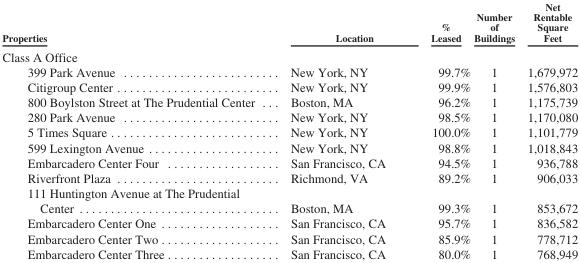 Net
Number Rentable
% of Square
Properties Location Leased Buildings Feet
Class A Office
399 Park Avenue . . . . . . . . . . . . . . . . . . . . . . . . New York, NY 99.7% 1 1,679,972
Citigroup Center . . . . . . . . . . . . . . . . . . . . . . . . . New York, NY 99.9% 1 1,576,803
800 Boylston Street at The Prudential Center . . . Boston, MA 96.2% 1 1,175,739
280 Park Avenue . . . . . . . . . . . . . . . . . . . . . . . . New York, NY 98.5% 1 1,170,080
5 Times Square . . . . . . . . . . . . . . . . . . . . . . . . . . New York, NY 100.0% 1 1,101,779
599 Lexington Avenue . . . . . . . . . . . . . . . . . . . . New York, NY 98.8% 1 1,018,843
Embarcadero Center Four . . . . . . . . . . . . . . . . . San Francisco, CA 94.5% 1 936,788
Riverfront Plaza . . . . . . . . . . . . . . . . . . . . . . . . . Richmond, VA 89.2% 1 906,033
111 Huntington Avenue at The Prudential
Center . . . . . . . . . . . . . . . . . . . . . . . . . . . . . . . Boston, MA 99.3% 1 853,672
Embarcadero Center One . . . . . . . . . . . . . . . . . . San Francisco, CA 95.7% 1 836,582
Embarcadero Center Two . . . . . . . . . . . . . . . . . . San Francisco, CA 85.9% 1 778,712
Embarcadero Center Three . . . . . . . . . . . . . . . . . San Francisco, CA 80.0% 1 768,949